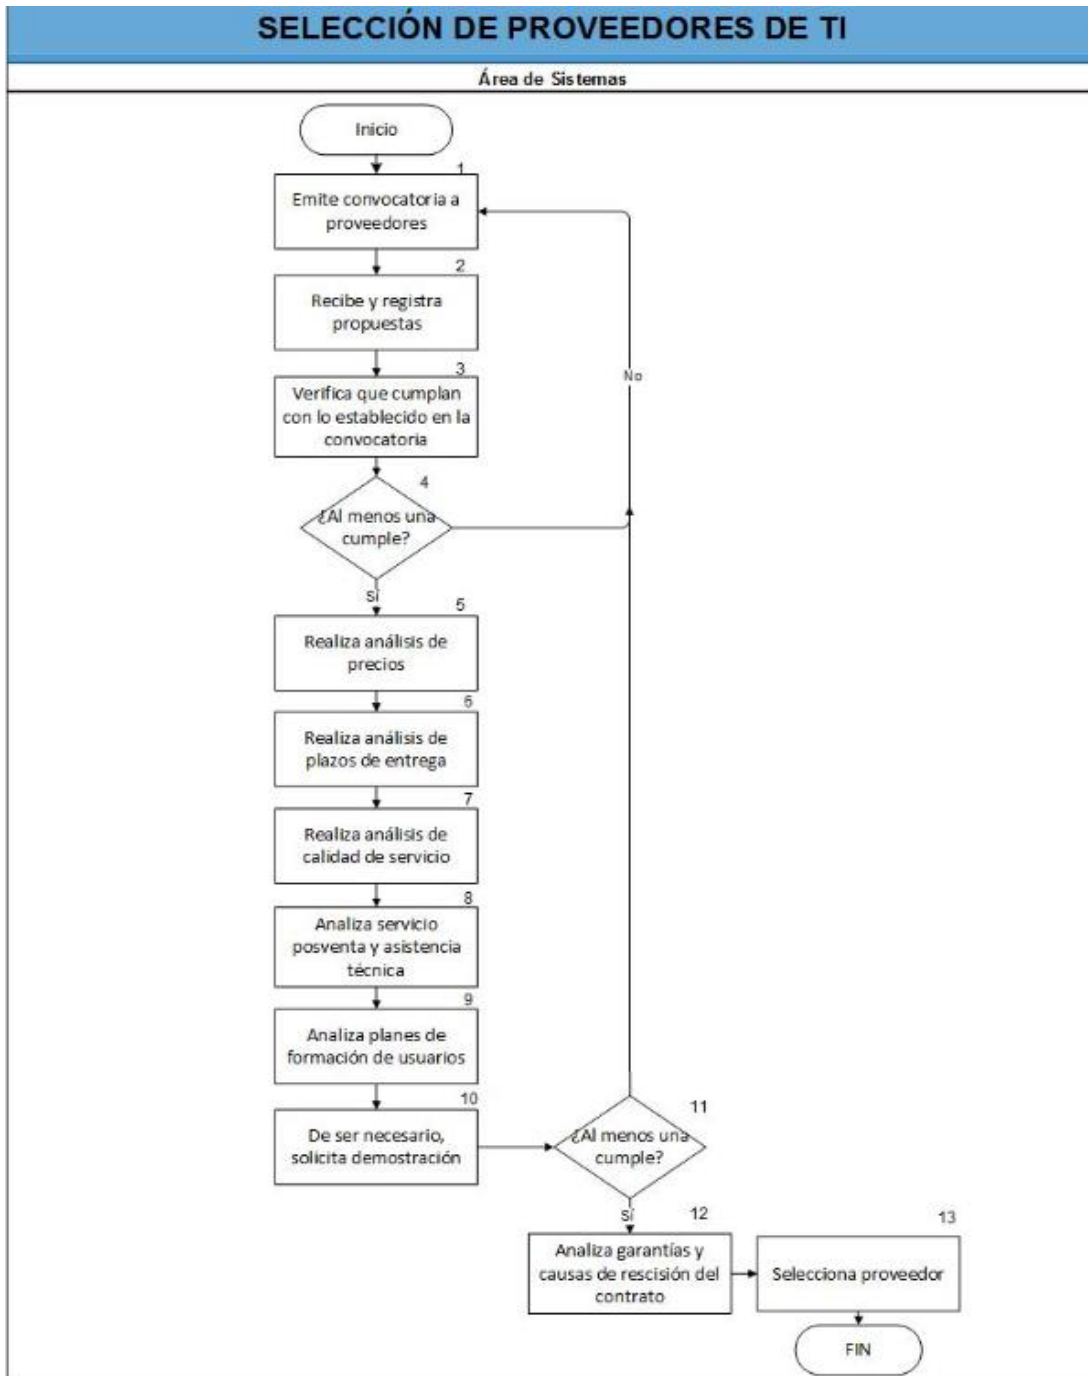 SELECCIÓN DE PROVEEDORES DE TI
Área de Sistemas
Inicio
1
Emite convocatoria a
proveedores
2
Recibe y registra
propuestas
3
Verifica que cumplan
con lo establecido en la
convocatoria
No
4
¿Al menos una
cumple?
Sí
5
Realiza análisis de
precios
6
Realiza análisis de
plazos de entrega
7
Realiza análisis de
calidad de servicio
8
Analiza servicio
posventa y asistencia
técnica
9
Analiza planes de
formación de usuarios
10
De ser necesario,
solicita demostración
11
¿Al menos una
cumple?
Sí
12
Analiza garantías y
causas de rescisión del
contrato
13
Selecciona proveedor
FIN